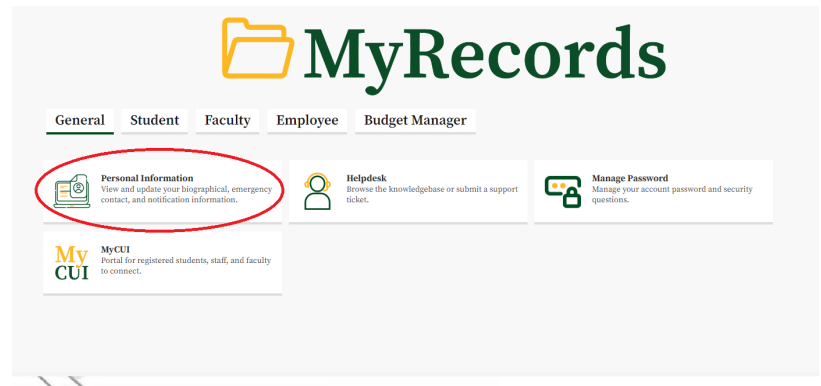 MyRecords
General Student Faculty Employee Budget Manager
Personal Information
View and update your biographical, emergency
contact, and notification information.
Helpdesk
Browse the knowledgebase or submit a support
ticket.
Manage Password
Manage your account password and security
questions.
My
CUI
MyCUI
Portal for registered students, staff, and faculty
to connect.